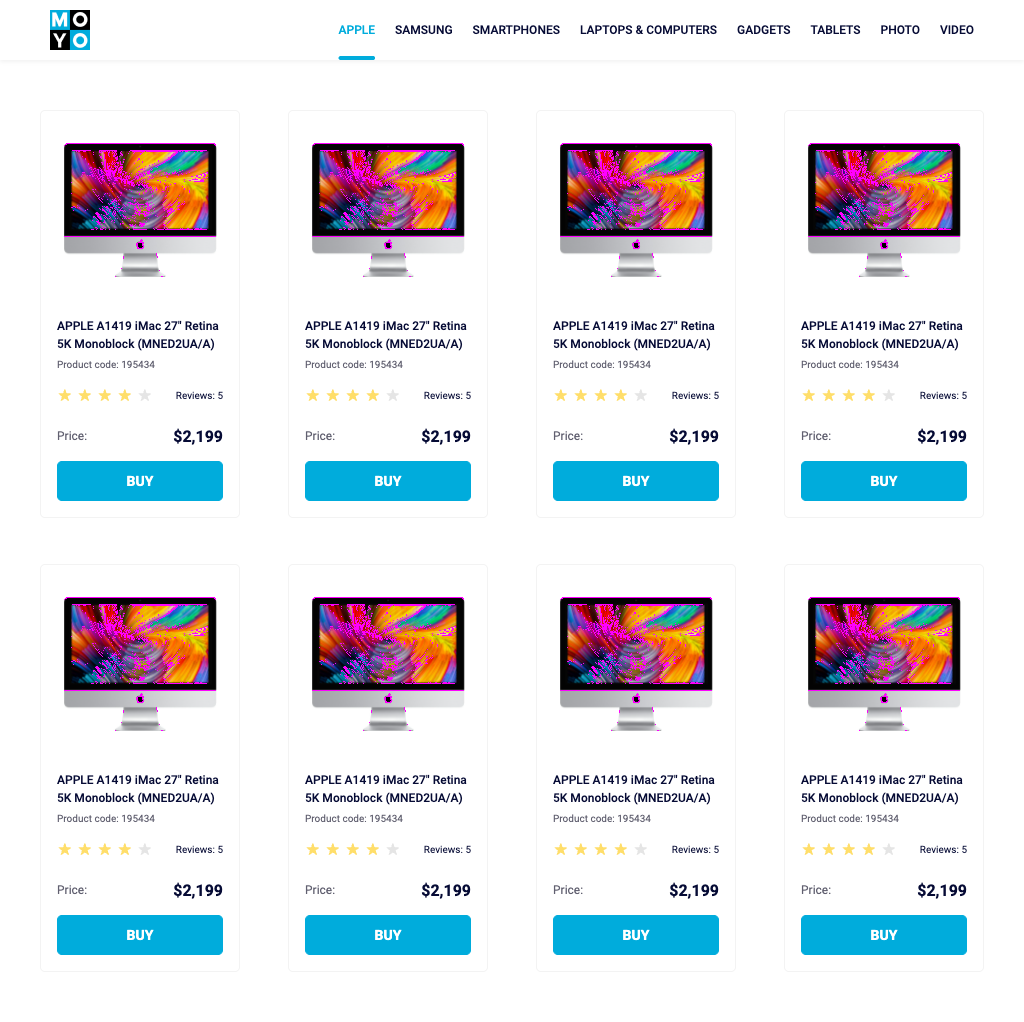 MO
YO
APPLE SAMSUNG SMARTPHONES LAPTOPS & COMPUTERS GADGETS TABLETS PHOTO VIDEO
APPLE A1419 iMac 27" Retina
5K Monoblock (MNED2UA/A)
Product code: 195434
Reviews: 5
Price: $2,199
BUY
APPLE A1419 iMac 27" Retina
5K Monoblock (MNED2UA/A)
Product code: 195434
Reviews: 5
Price: $2,199
BUY
APPLE A1419 iMac 27" Retina
5K Monoblock (MNED2UA/A)
Product code: 195434
Reviews: 5
Price: $2,199
BUY
APPLE A1419 iMac 27" Retina
5K Monoblock (MNED2UA/A)
Product code: 195434
Reviews: 5
Price: $2,199
BUY
APPLE A1419 iMac 27" Retina
5K Monoblock (MNED2UA/A)
Product code: 195434
Reviews: 5
Price: $2,199
BUY
APPLE A1419 iMac 27" Retina
5K Monoblock (MNED2UA/A)
Product code: 195434
Reviews: 5
Price: $2,199
BUY
APPLE A1419 iMac 27" Retina
5K Monoblock (MNED2UA/A)
Product code: 195434
Reviews: 5
Price: $2,199
BUY
APPLE A1419 iMac 27" Retina
5K Monoblock (MNED2UA/A)
Product code: 195434
Reviews: 5
Price: $2,199
BUY